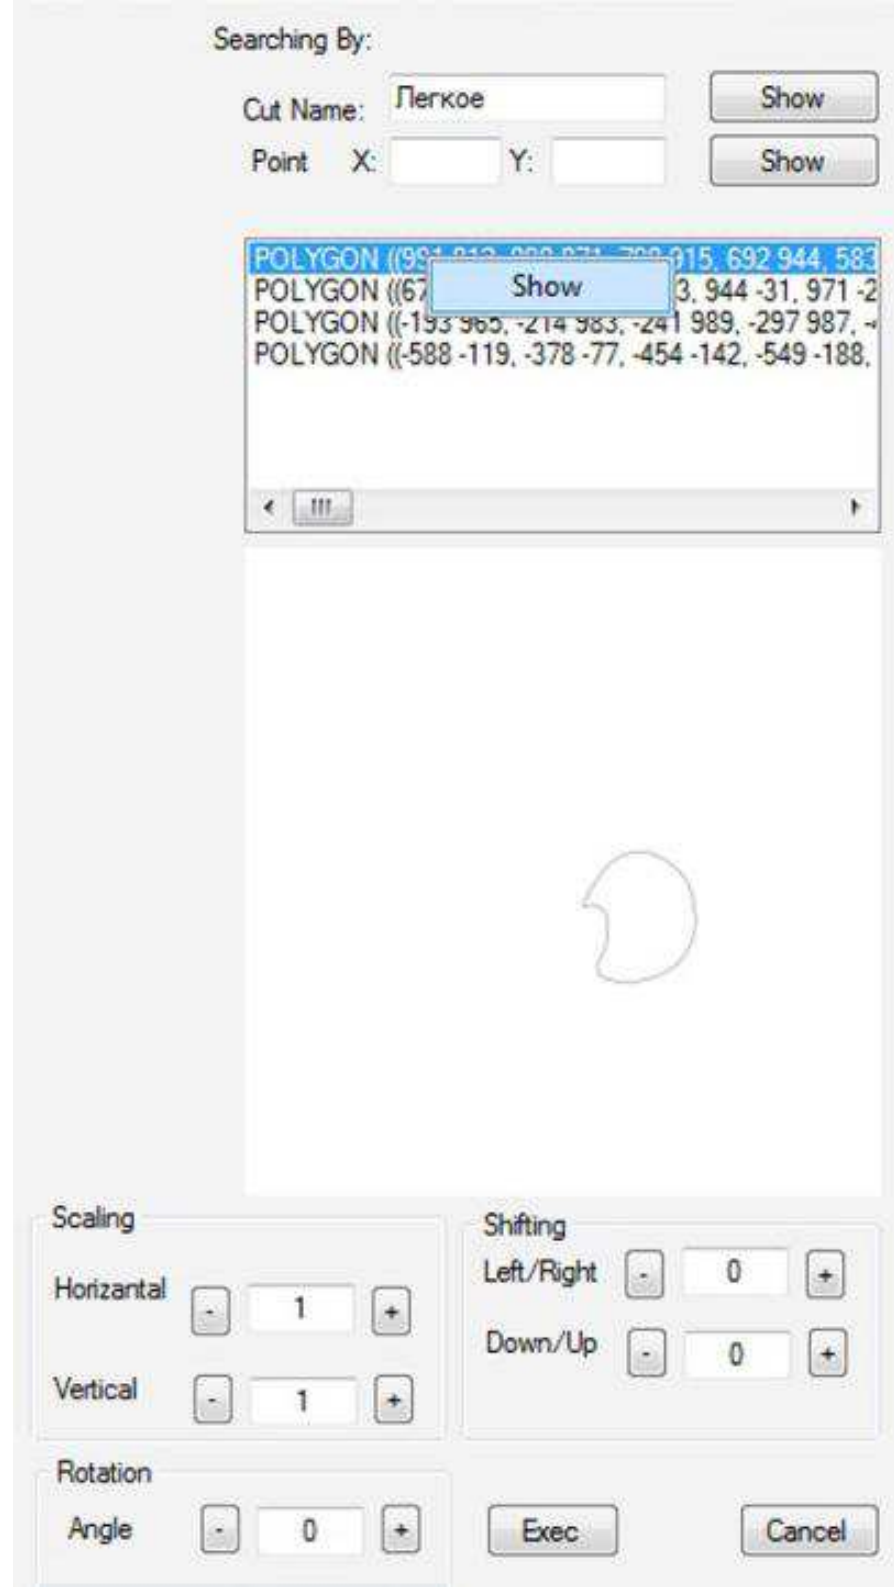 Searching By:
Cut Name: Легкое Show
Point X: Y: Show
POLYGON ((991 915, 692 944, 583
POLYGON ((67 Show 3, 944 -31, 971 -2
POLYGON ((-193 965, -214 983, -241 989, -297 987, -
POLYGON ((-588 -119, -378 -77, -454 -142, -549 -188,
Scaling
Horizantal - 1 +
Vertical - 1 +
Shifting
Left/Right - 0 +
Down/Up - 0 +
Rotation
Angle - 0 +
Exec Cancel